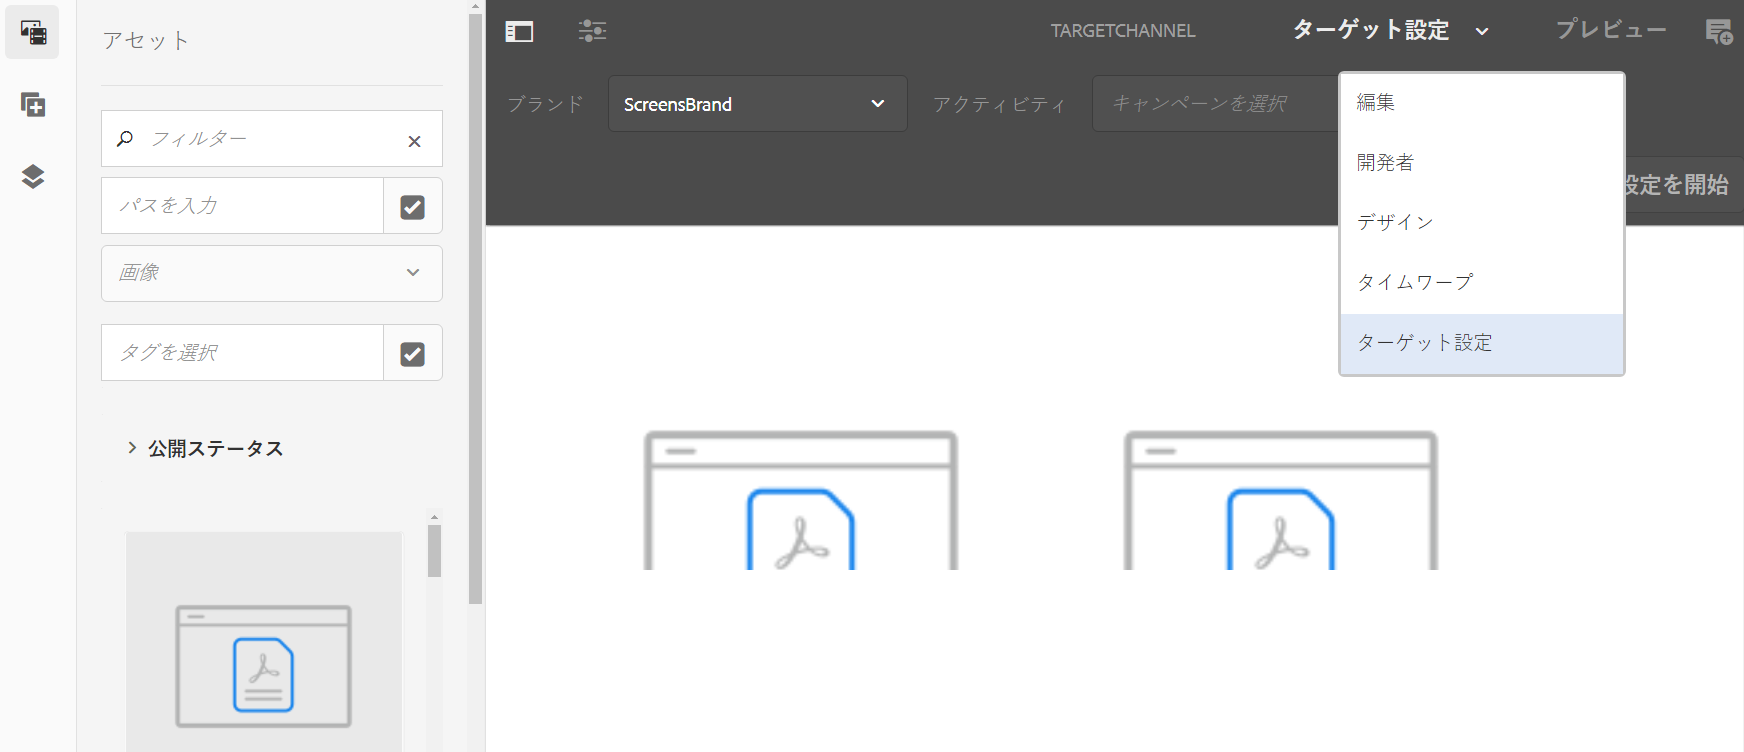 アセット
フィルター
パスを入力
画像
タグを選択
公開ステータス
TARGETCHANNEL
ターゲット設定
プレビュー
ブランド
ScreensBrand
アクティビティ
キャンペーンを選択
編集
開発者
デザイン
タイムワープ
ターゲット設定
設定を開始